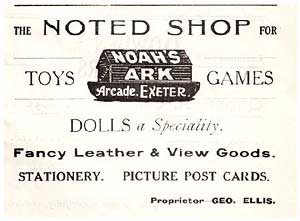 THE NOTED SHOP FOR
NOAH'S
TOYS ARK GAMES
Arcade. EXETER.
DOLLS a Speciality.
Fancy Leather & View Goods.
STATIONERY. PICTURE POST CARDS.
Proprietor GEO. ELLIS.